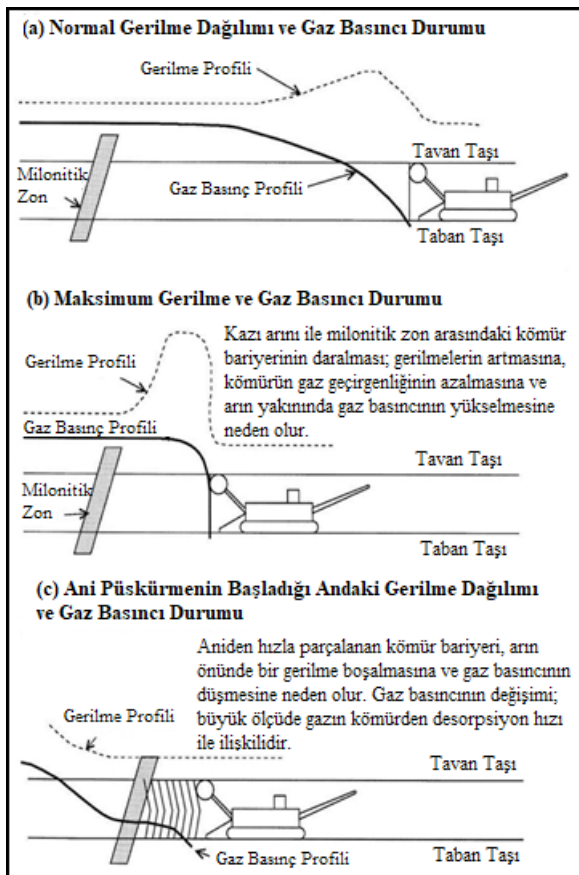 (a) Normal Gerilme Dağılımı ve Gaz Basıncı Durumu
Gerilme Profili
Tavan Taşı
Milonitik
Zon
Gaz Basınç Profili
Taban Taşı
(b) Maksimum Gerilme ve Gaz Basıncı Durumu
Kazı arını ile milonitik zon arasındaki kömür
bariyerinin daralması; gerilmelerin artmasına,
kömürün gaz geçirgenliğinin azalmasına ve
arın yakınında gaz basıncının yükselmesine
neden olur.
Gerilme Profili
Gaz Basınç Profili
Tavan Taşı
Milonitik
Zon
Taban Taşı
(c) Ani Püskürmenin Başladığı Andaki Gerilme Dağılımı
ve Gaz Basıncı Durumu
Aniden hızla parçalanan kömür bariyeri, arın
önünde bir gerilme boşalmasına ve gaz basıncının
düşmesine neden olur. Gaz basıncının değişimi;
büyük ölçüde gazın kömürden desorpsiyon hızı
ile ilişkilidir.
Gerilme Profili
Tavan Taşı
Gaz Basınç Profili
Taban Taşı